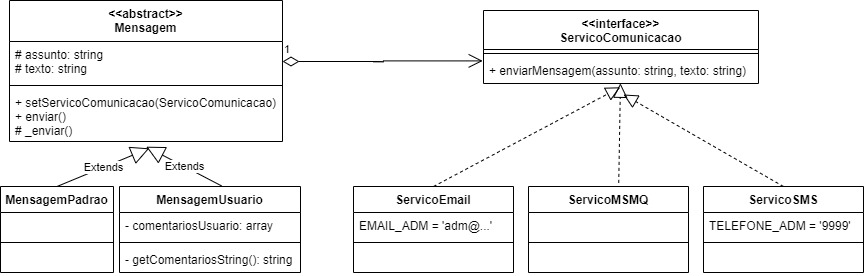 <<abstract>>
Mensagem
# assunto: string
# texto: string
+ setServicoComunicacao(ServicoComunicacao)
+ enviar()
# _enviar()
1
<<interface>>
ServicoComunicacao
+ enviarMensagem(assunto: string, texto: string)
Extends
Extends
MensagemPadrao
MensagemUsuario
- comentariosUsuario: array
- getComentariosString(): string
ServicoEmail
EMAIL_ADM = 'adm@...'
ServicoMSMQ
ServicoSMS
TELEFONE_ADM = '9999'